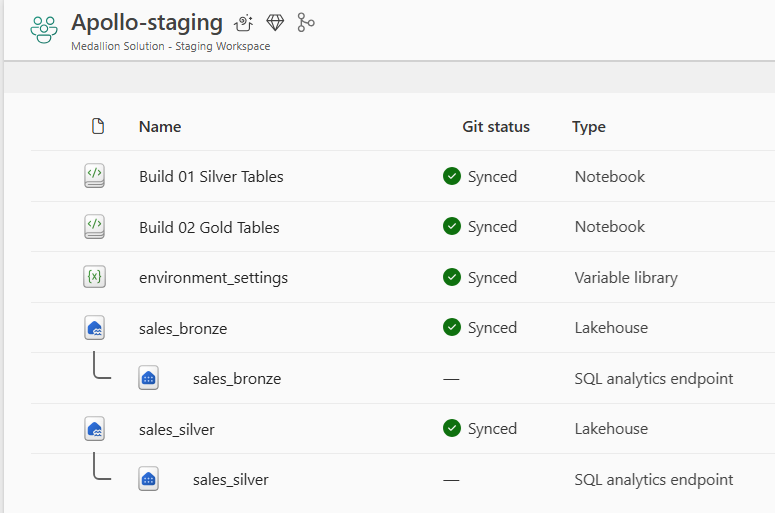 Apollo-staging
Medallion Solution - Staging Workspace
Name Git status Type
Build 01 Silver Tables Synced Notebook
Build 02 Gold Tables Synced Notebook
environment_settings Synced Variable library
sales_bronze Synced Lakehouse
sales_bronze — SQL analytics endpoint
sales_silver Synced Lakehouse
sales_silver — SQL analytics endpoint